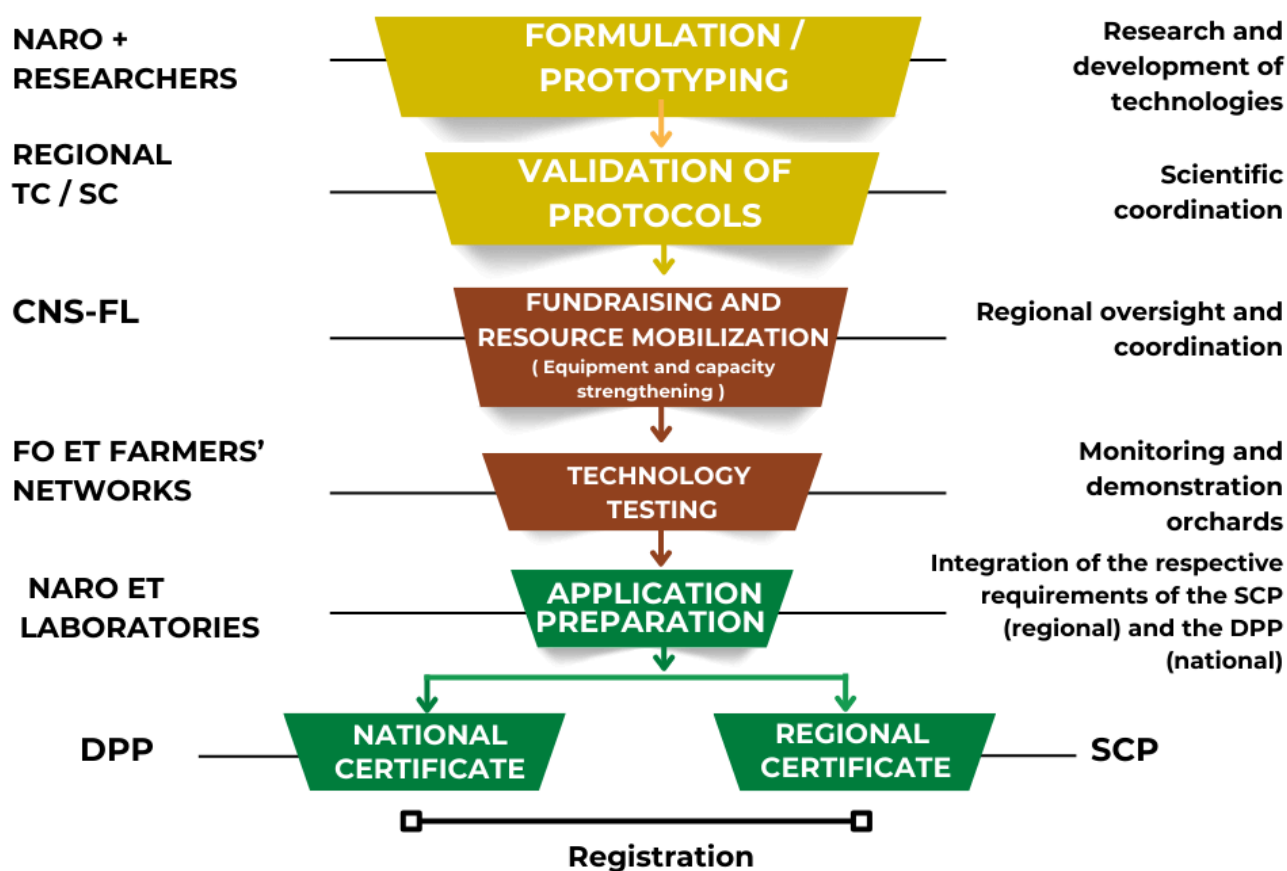 NARO +
RESEARCHERS
FORMULATION /
PROTOTYPING
Research and
development of
technologies
REGIONAL
TC / SC
VALIDATION OF
PROTOCOLS
Scientific
coordination
CNS-FL
FUNDRAISING AND
RESOURCE MOBILIZATION
( Equipment and capacity
strengthening )
Regional oversight and
coordination
FO ET FARMERS’
NETWORKS
TECHNOLOGY
TESTING
Monitoring and
demonstration
orchards
NARO ET
LABORATORIES
APPLICATION
PREPARATION
Integration of the respective
requirements of the SCP
(regional) and the DPP
(national)
DPP
NATIONAL
CERTIFICATE
REGIONAL
CERTIFICATE
SCP
Registration